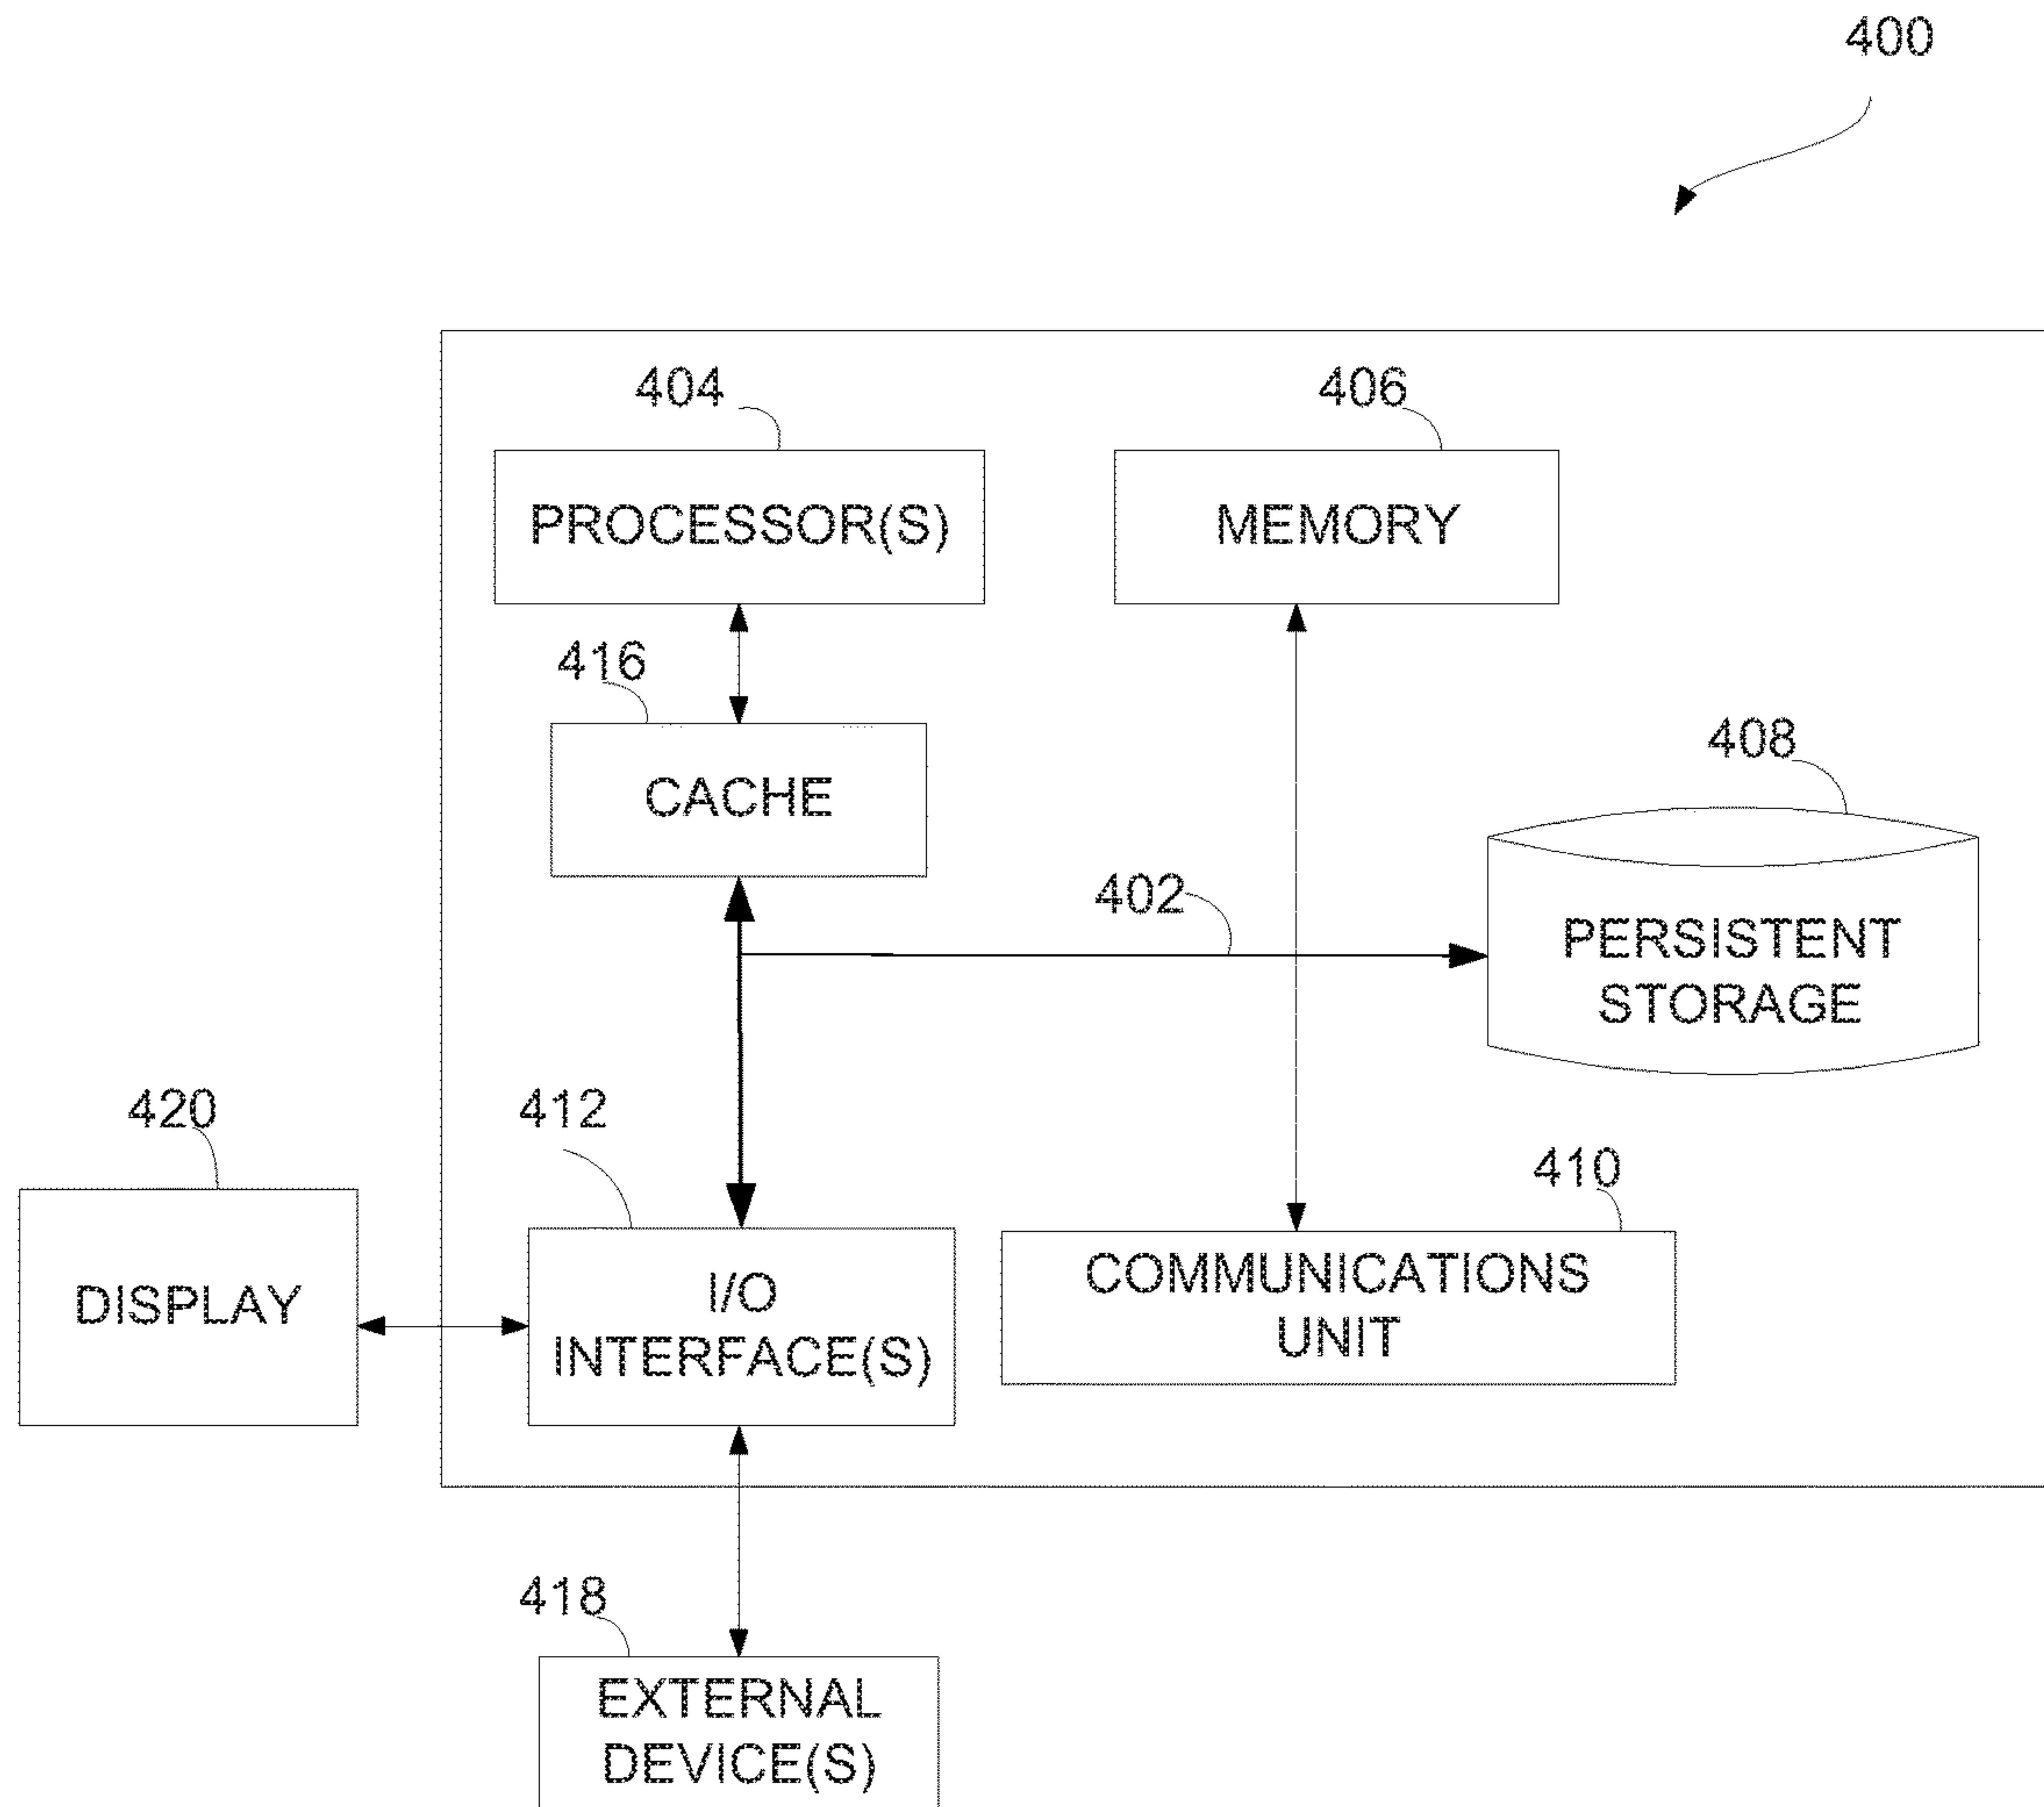 400
404
406
PROCESSOR(S)
MEMORY
416
CACHE
408
402
PERSISTENT
STORAGE
420
412
410
DISPLAY
I/O
INTERFACE(S)
COMMUNICATIONS
UNIT
418
EXTERNAL
DEVICE(S)